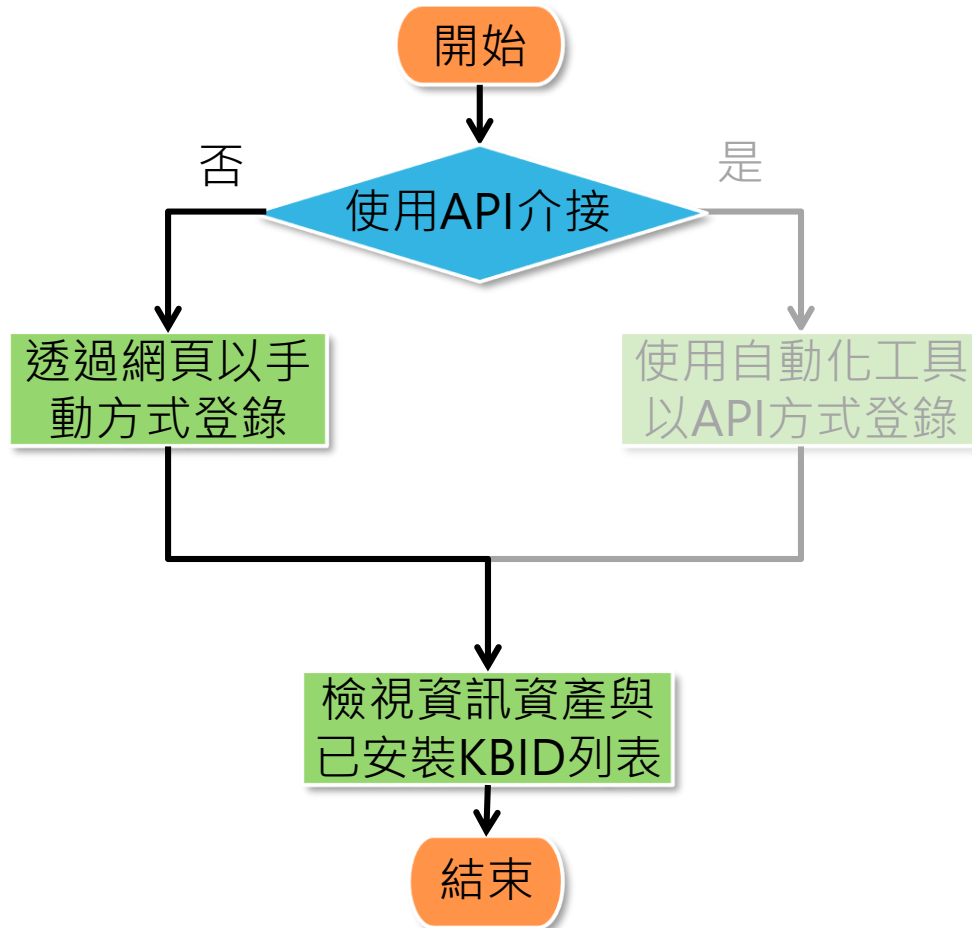 開始
否
是
使用API介接
透過網頁以手
動方式登錄
使用自動化工具
以API方式登錄
檢視資訊資產與
已安裝KBID列表
結束